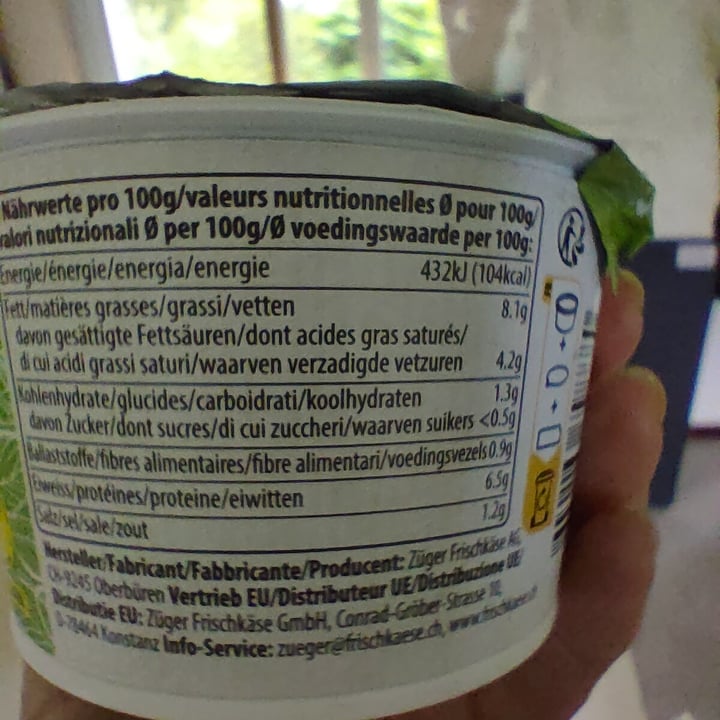 Nährwerte pro 100g/valeurs nutritionnelles Ø pour 100g/
valori nutrizionali Ø per 100g/Ø voedingswaarde per 100g:
Energie/énergie/energia/energie 432kJ (104kcal)
Fett/matières grasses/grassi/vetten 8.1g
davon gesättigte Fettsäuren/dont acides gras saturés/
di cui acidi grassi saturi/waarven verzadigde vetzuren 4.2g
Kohlenhydrate/glucides/carboidrati/koolhydraten 1.3g
davon Zucker/dont sucres/di cui zuccheri/waarven suikers <0.5g
Ballaststoffe/fibres alimentaires/fibre alimentari/voedingsvezels 0.9g
Eiweiss/protéines/proteine/eiwitten 6.5g
Salz/sel/sale/zout 1.2g
Hersteller/Fabricant/Fabbricante/Producent: Züger Frischkäse AG,
CH-9245 Oberbüren Vertrieb EU/Distributeur UE/Distribuzione UE/
Distributie EU: Züger Frischkäse GmbH, Conrad-Gröber-Strasse 10,
D-78464 Konstanz Info-Service: zueger@frischkaese.ch, www.frischkaese.ch